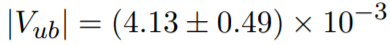 |V_{ub}| = (4.13 ± 0.49) × 10^{−3}